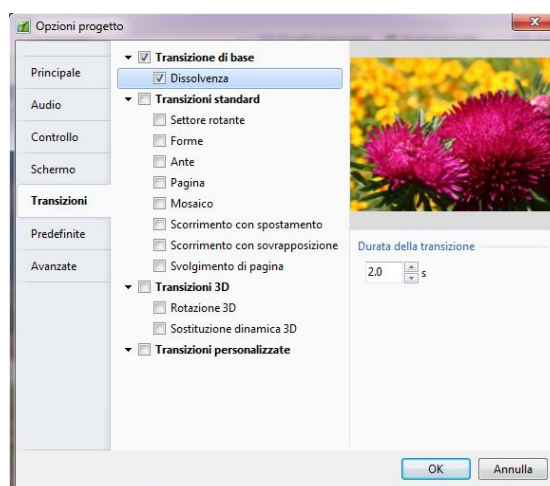 Opzioni progetto
Principale
Audio
Controllo
Schermo
Transizioni
Predefinite
Avanzate
Transizione di base
Dissolvenza
Transizioni standard
Settore rotante
Forme
Ante
Pagina
Mosaico
Scorrimento con spostamento
Scorrimento con sovrapposizione
Svolgimento di pagina
Transizioni 3D
Rotazione 3D
Sostituzione dinamica 3D
Transizioni personalizzate
Durata della transizione
2.0 s
OK Annulla